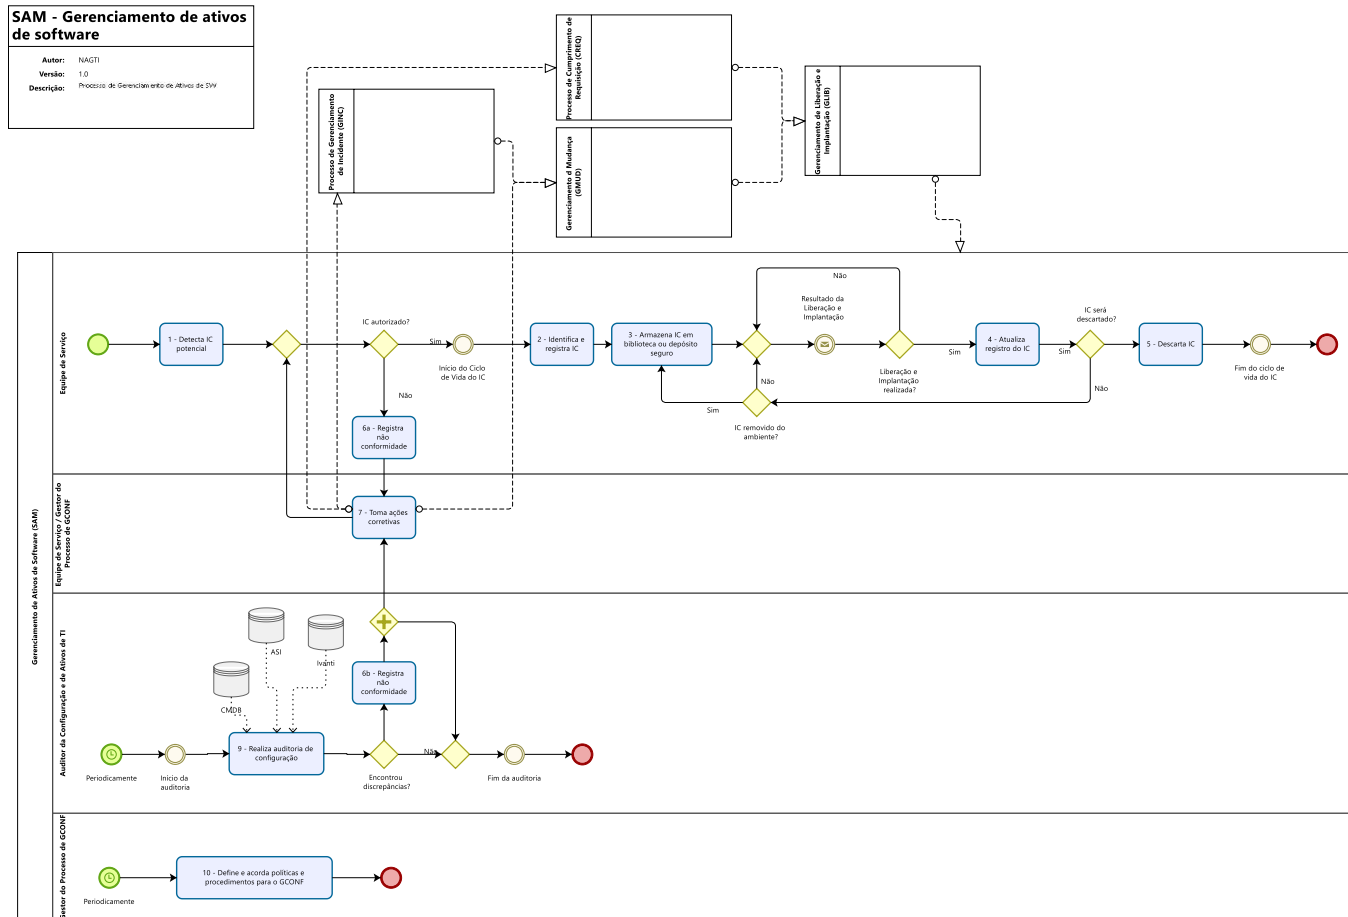 SAM - Gerenciamento de ativos
de software
Autor: NAGTI
Versão: 1.0
Descrição: Processo de Gerenciamento de Ativos de SW
Processo de Gerenciamento
de Incidente (GINC)
Processo de Cumprimento de
Requisição (CREQ)
Gerenciamento d Mudança
(GMUD)
Gerenciamento de Liberação e
Implantação (GLIB)
Gerenciamento de Ativos de Software (SAM)
Equipe de Serviço
1 - Detecta IC
potencial
IC autorizado?
Sim
Não
Início do Ciclo
de Vida do IC
2 - Identifica e
registra IC
3 - Armazena IC em
biblioteca ou depósito
seguro
Não
Resultado da
Liberação e
Implantação
Liberação e
Implantação
realizada?
Sim
4 - Atualiza
registro do IC
IC será
descartado?
Sim
Não
5 - Descarta IC
Fim do ciclo de
vida do IC
Não
Sim
IC removido do
ambiente?
6a - Registra
não
conformidade
Equipe de Serviço / Gestor do
Processo de GCONF
7 - Toma ações
corretivas
Auditor da Configuração e de Ativos de TI
ASI
Ivanti
CMDB
6b - Registra
não
conformidade
Periodicamente
Início da
auditoria
9 - Realiza auditoria de
configuração
Encontrou
discrepâncias?
Não
Fim da auditoria
Gestor do Processo de GCONF
Periodicamente
10 - Define e acorda políticas e
procedimentos para o GCONF